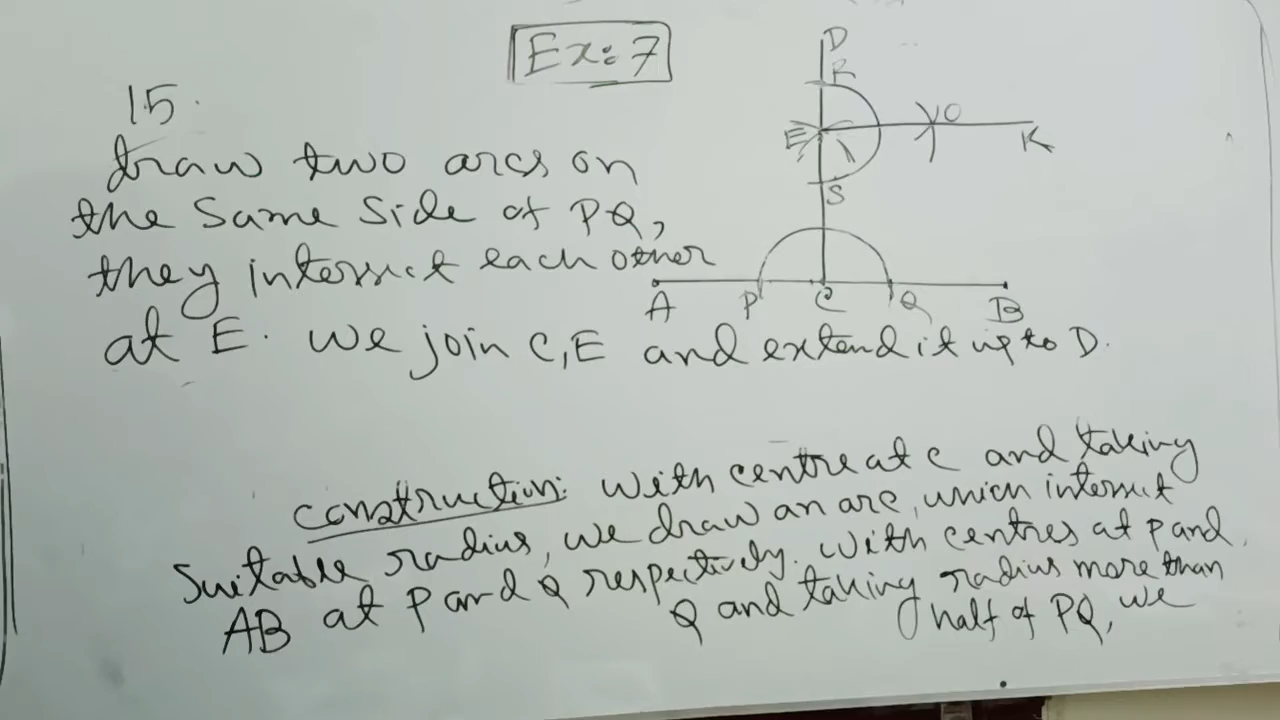 Ex: 7
15.
draw two arcs on
the same side of PQ,
they intersect each other
at E. we join C, E and extend it up to D.
D
R
E
O
K
S
A
P
C
Q
B
construction: with centre at c and taking
suitable radius, we draw an arc, which intersect
AB at P and Q respectively. with centres at P and
Q and taking radius more than
half of PQ, we